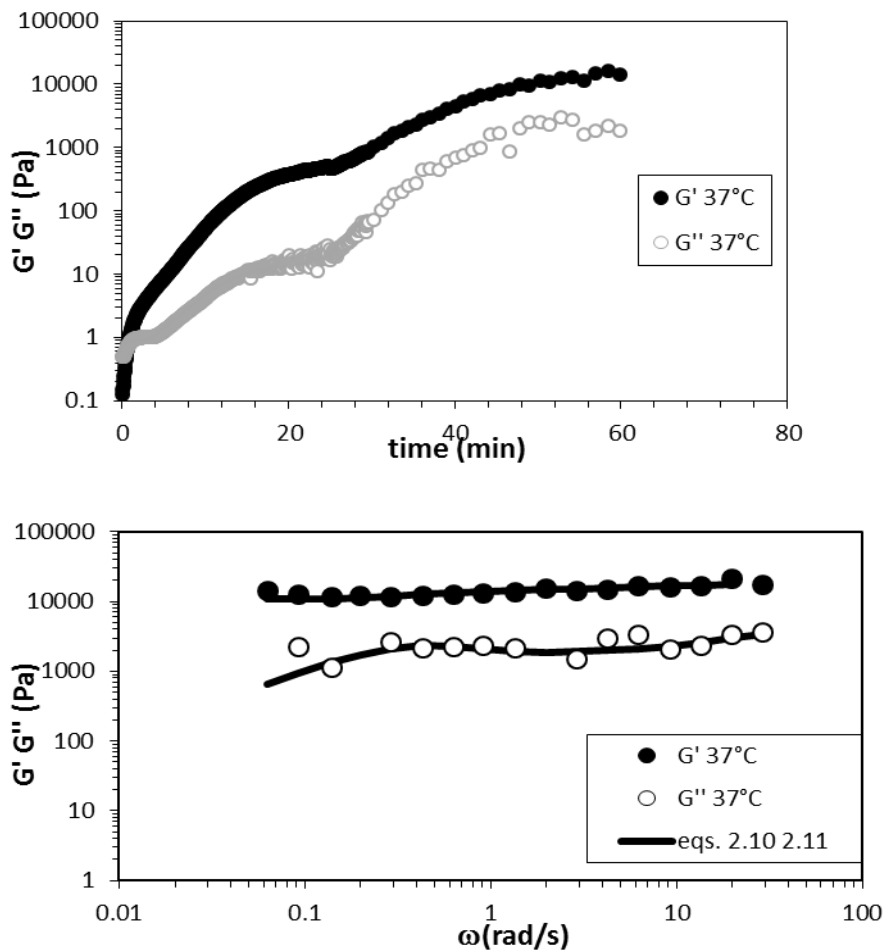 100000
10000
1000
100
10
1
0.1
G' G'' (Pa)
0 20 40 60 80
time (min)
G' 37°C
G'' 37°C
100000
10000
1000
100
10
1
G' G'' (Pa)
0.01 0.1 1 10 100
ω(rad/s)
G' 37°C
G'' 37°C
eqs. 2.10 2.11